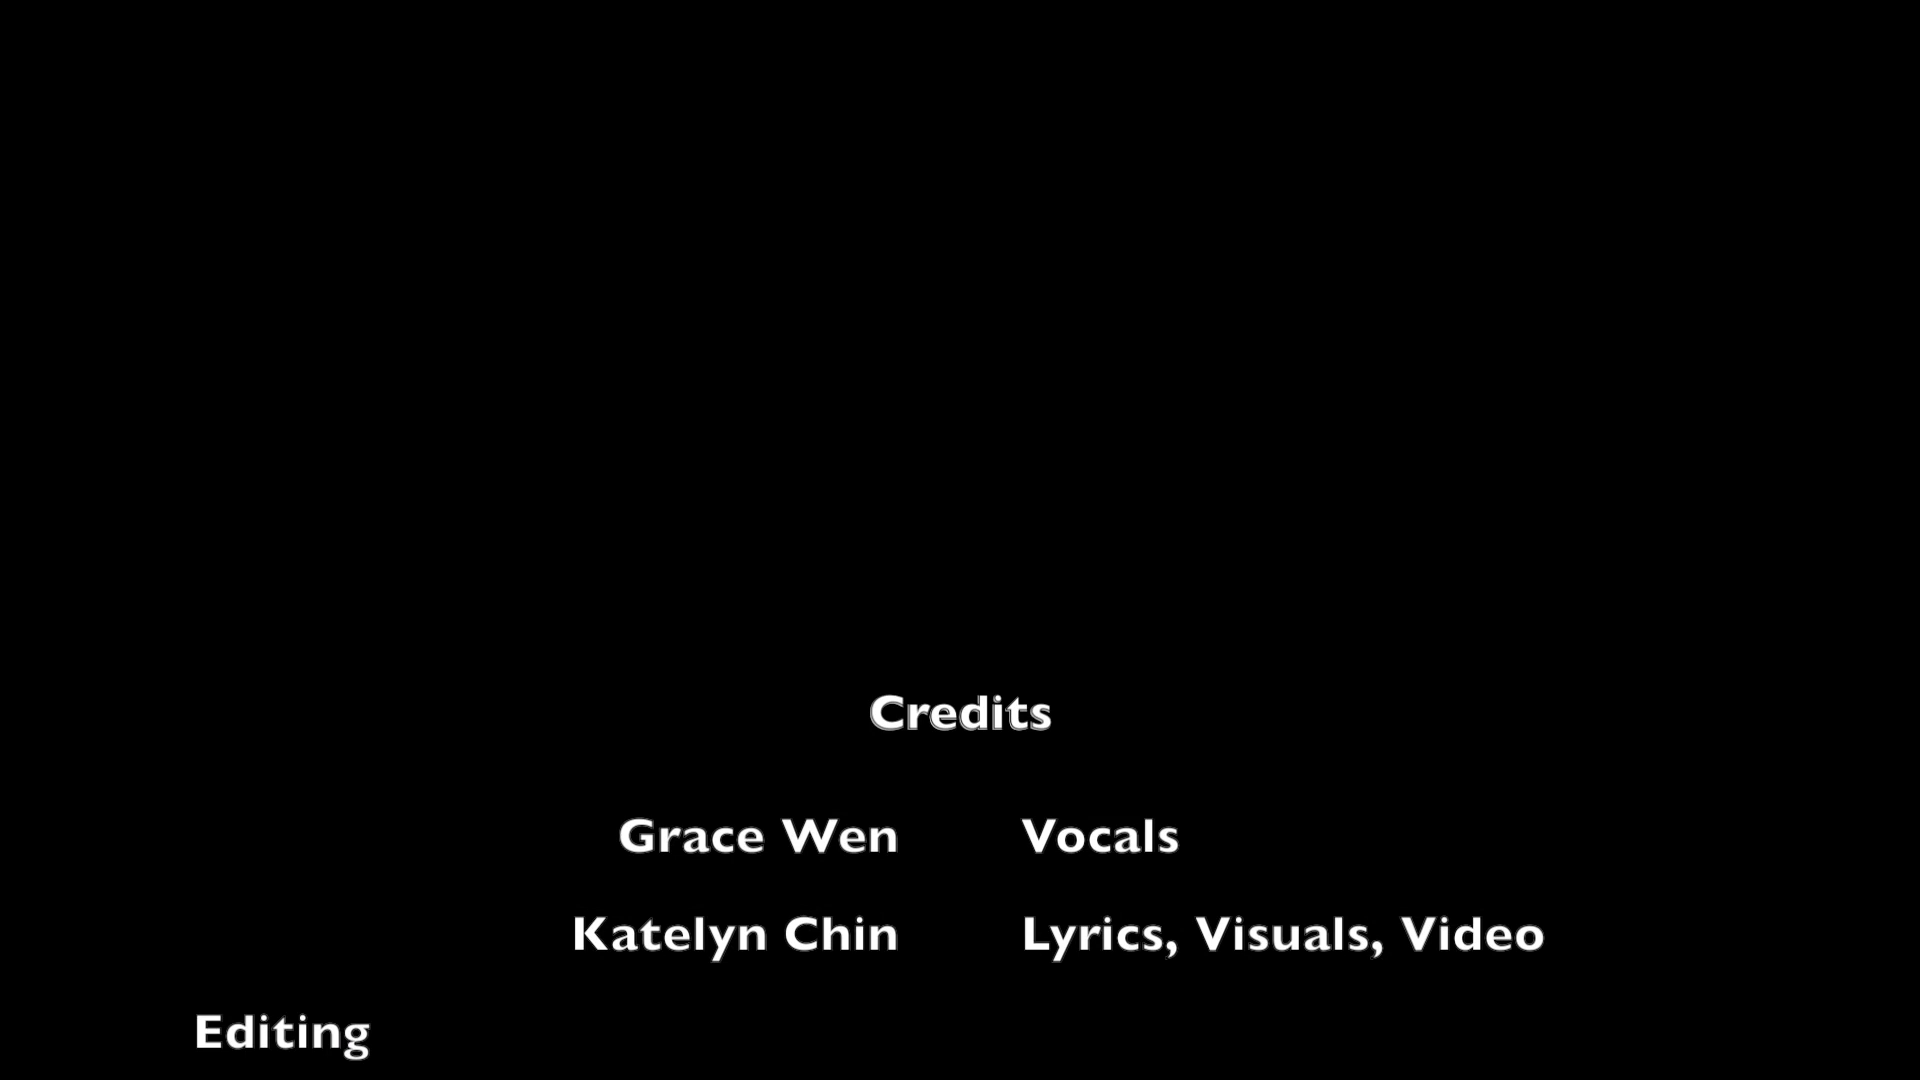 Credits
Grace Wen Vocals
Katelyn Chin Lyrics, Visuals, Video
Editing